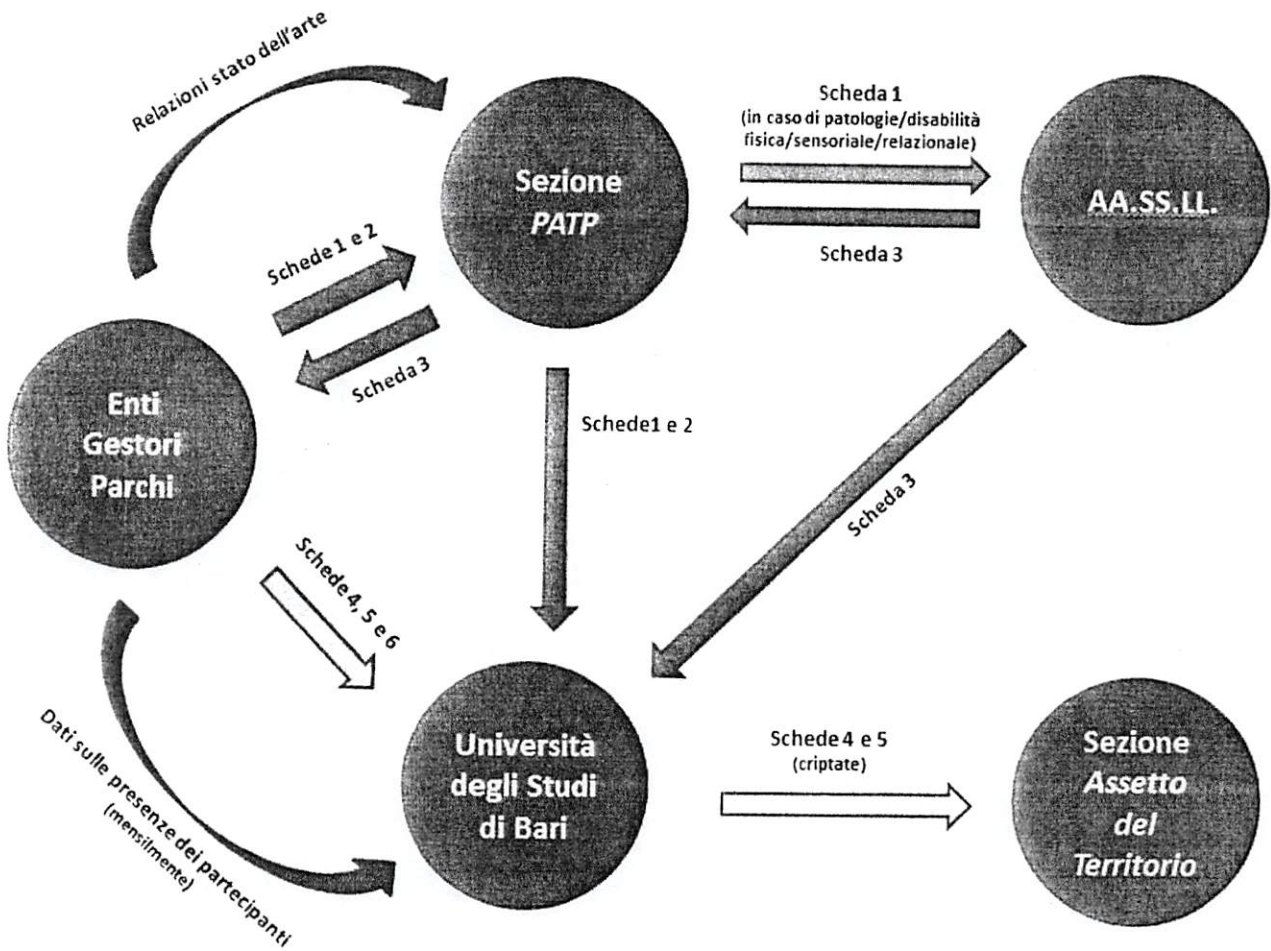 Relazioni stato dell'arte
Sezione
PATP
Scheda 1
(in caso di patologie/disabilità
fisica/sensoriale/relazionale)
Scheda 3
AA.SS.LL.
Schede 1 e 2
Scheda 3
Enti
Gestori
Parchi
Schede1 e 2
Scheda 3
Schede 4, 5 e 6
Dati sulle presenze dei partecipanti
(mensilmente)
Università
degli Studi
di Bari
Schede 4 e 5
(criptate)
Sezione
Assetto
del
Territorio